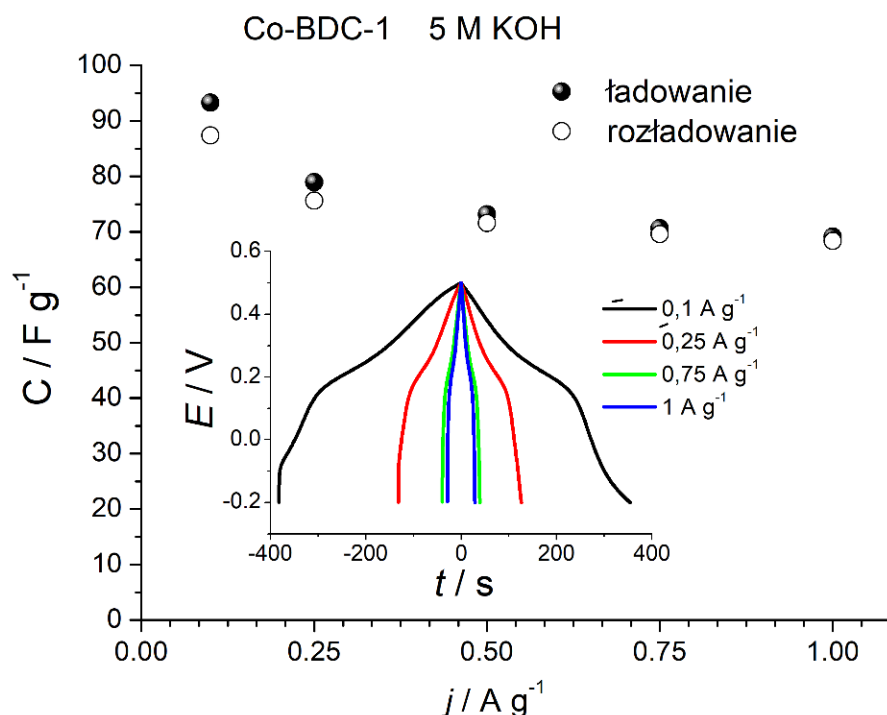 Co-BDC-1 5 M KOH
100
90
80
70
60
50
40
30
20
10
0
C / F g⁻¹
ładowanie
rozładowanie
0.6
0.4
0.2
0.0
-0.2
E / V
0,1 A g⁻¹
0,25 A g⁻¹
0,75 A g⁻¹
1 A g⁻¹
-400 -200 0 200 400
t / s
0.00 0.25 0.50 0.75 1.00
j / A g⁻¹